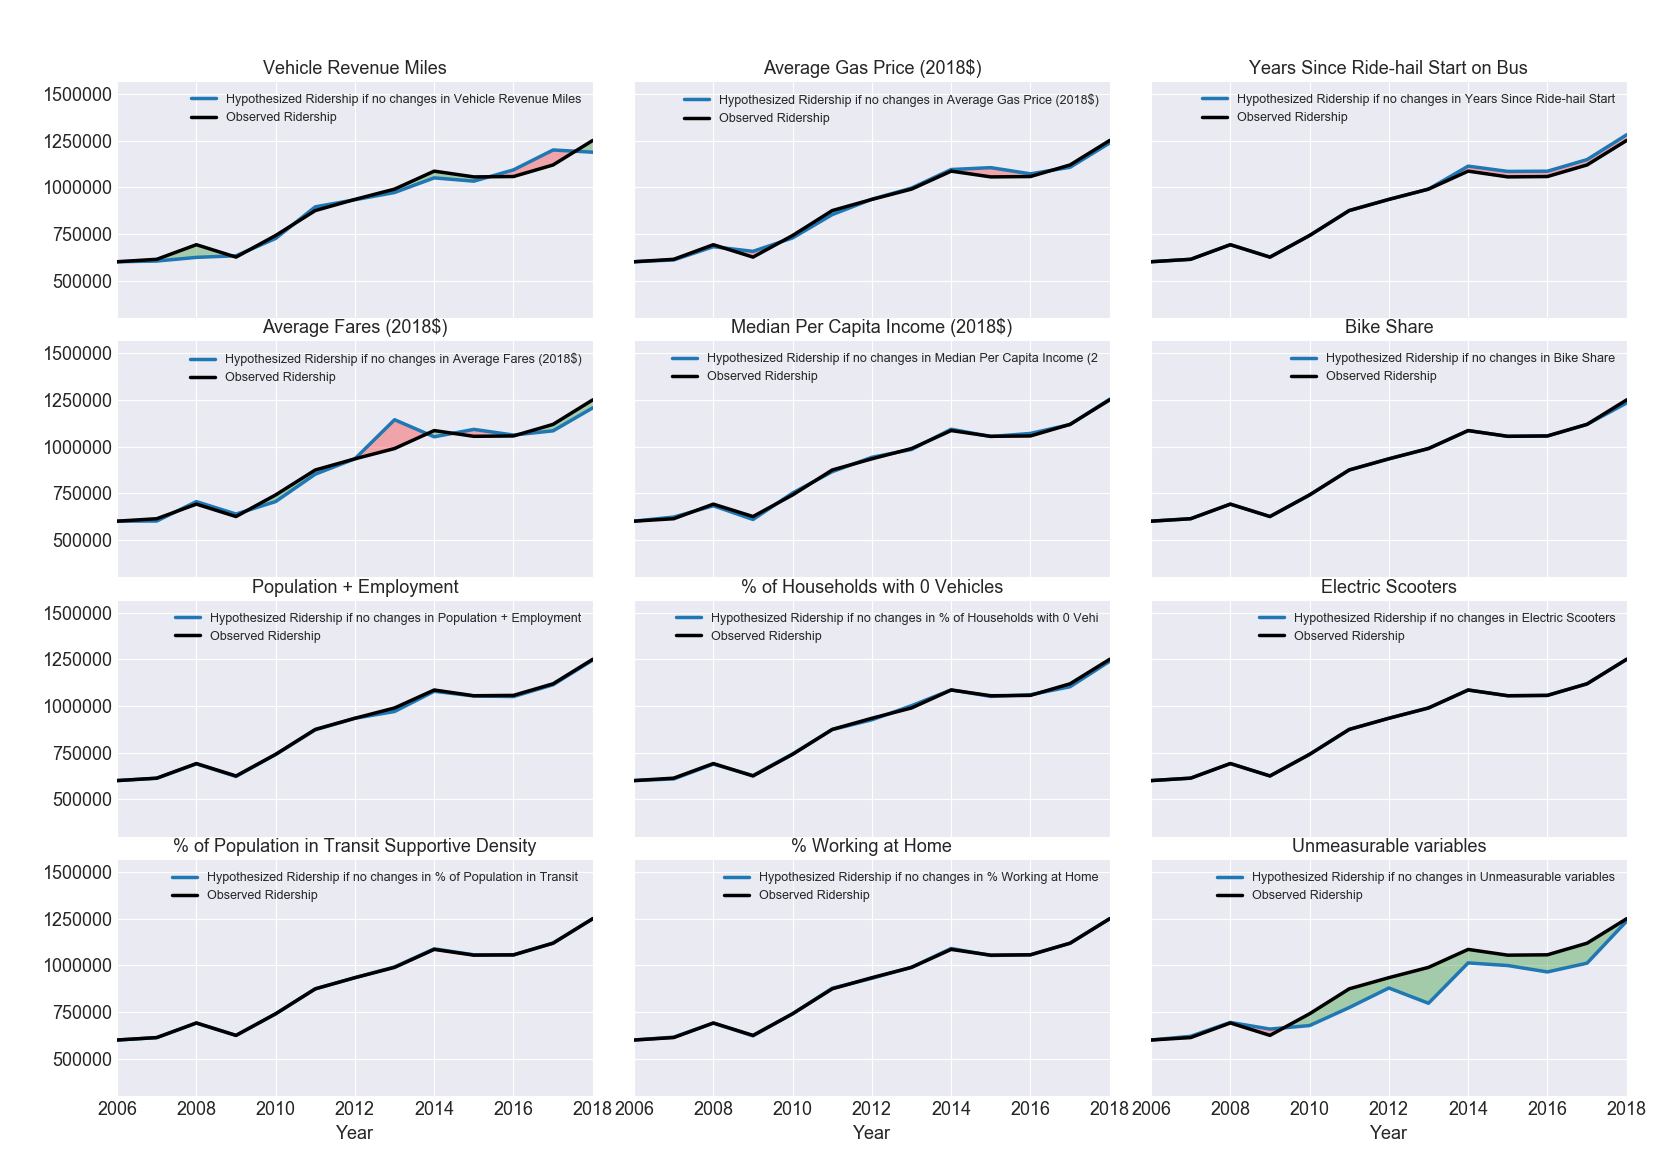 Vehicle Revenue Miles
1500000
1250000
1000000
750000
500000
Hypothesized Ridership if no changes in Vehicle Revenue Miles
Observed Ridership
Average Gas Price (2018$)
Hypothesized Ridership if no changes in Average Gas Price (2018$)
Observed Ridership
Years Since Ride-hail Start on Bus
Hypothesized Ridership if no changes in Years Since Ride-hail Start
Observed Ridership
Average Fares (2018$)
1500000
1250000
1000000
750000
500000
Hypothesized Ridership if no changes in Average Fares (2018$)
Observed Ridership
Median Per Capita Income (2018$)
Hypothesized Ridership if no changes in Median Per Capita Income (2
Observed Ridership
Bike Share
Hypothesized Ridership if no changes in Bike Share
Observed Ridership
Population + Employment
1500000
1250000
1000000
750000
500000
Hypothesized Ridership if no changes in Population + Employment
Observed Ridership
% of Households with 0 Vehicles
Hypothesized Ridership if no changes in % of Households with 0 Vehi
Observed Ridership
Electric Scooters
Hypothesized Ridership if no changes in Electric Scooters
Observed Ridership
% of Population in Transit Supportive Density
1500000
1250000
1000000
750000
500000
Hypothesized Ridership if no changes in % of Population in Transit
Observed Ridership
2006 2008 2010 2012 2014 2016 2018
Year
% Working at Home
Hypothesized Ridership if no changes in % Working at Home
Observed Ridership
2006 2008 2010 2012 2014 2016 2018
Year
Unmeasurable variables
Hypothesized Ridership if no changes in Unmeasurable variables
Observed Ridership
2006 2008 2010 2012 2014 2016 2018
Year